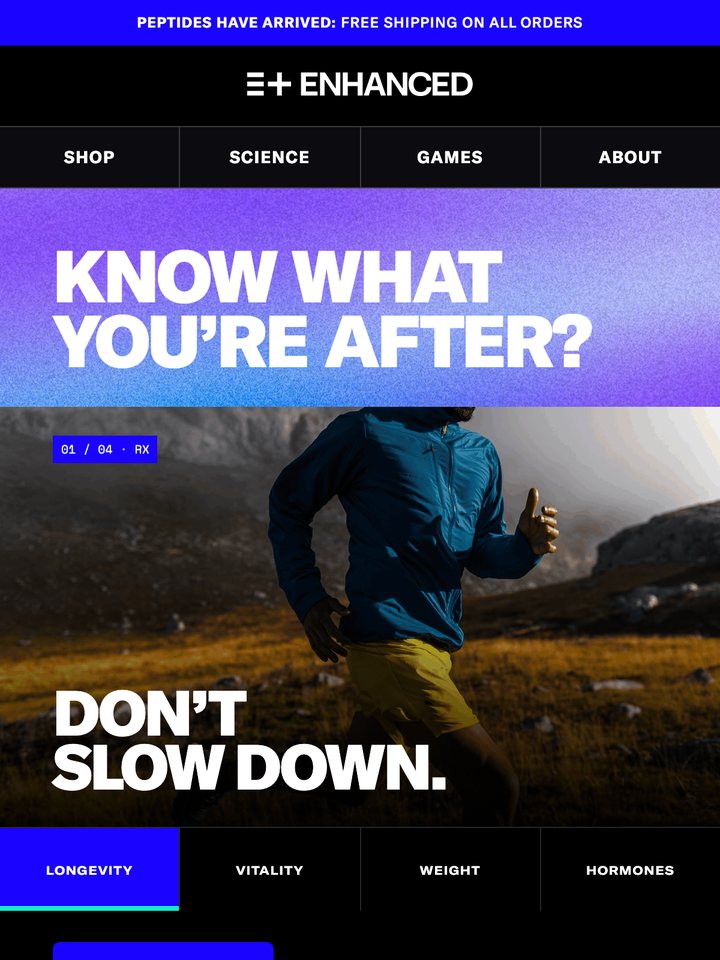 PEPTIDES HAVE ARRIVED: FREE SHIPPING ON ALL ORDERS
ENHANCED
SHOP SCIENCE GAMES ABOUT
KNOW WHAT
YOU’RE AFTER?
01 / 04 · RX
DON’T
SLOW DOWN.
LONGEVITY VITALITY WEIGHT HORMONES